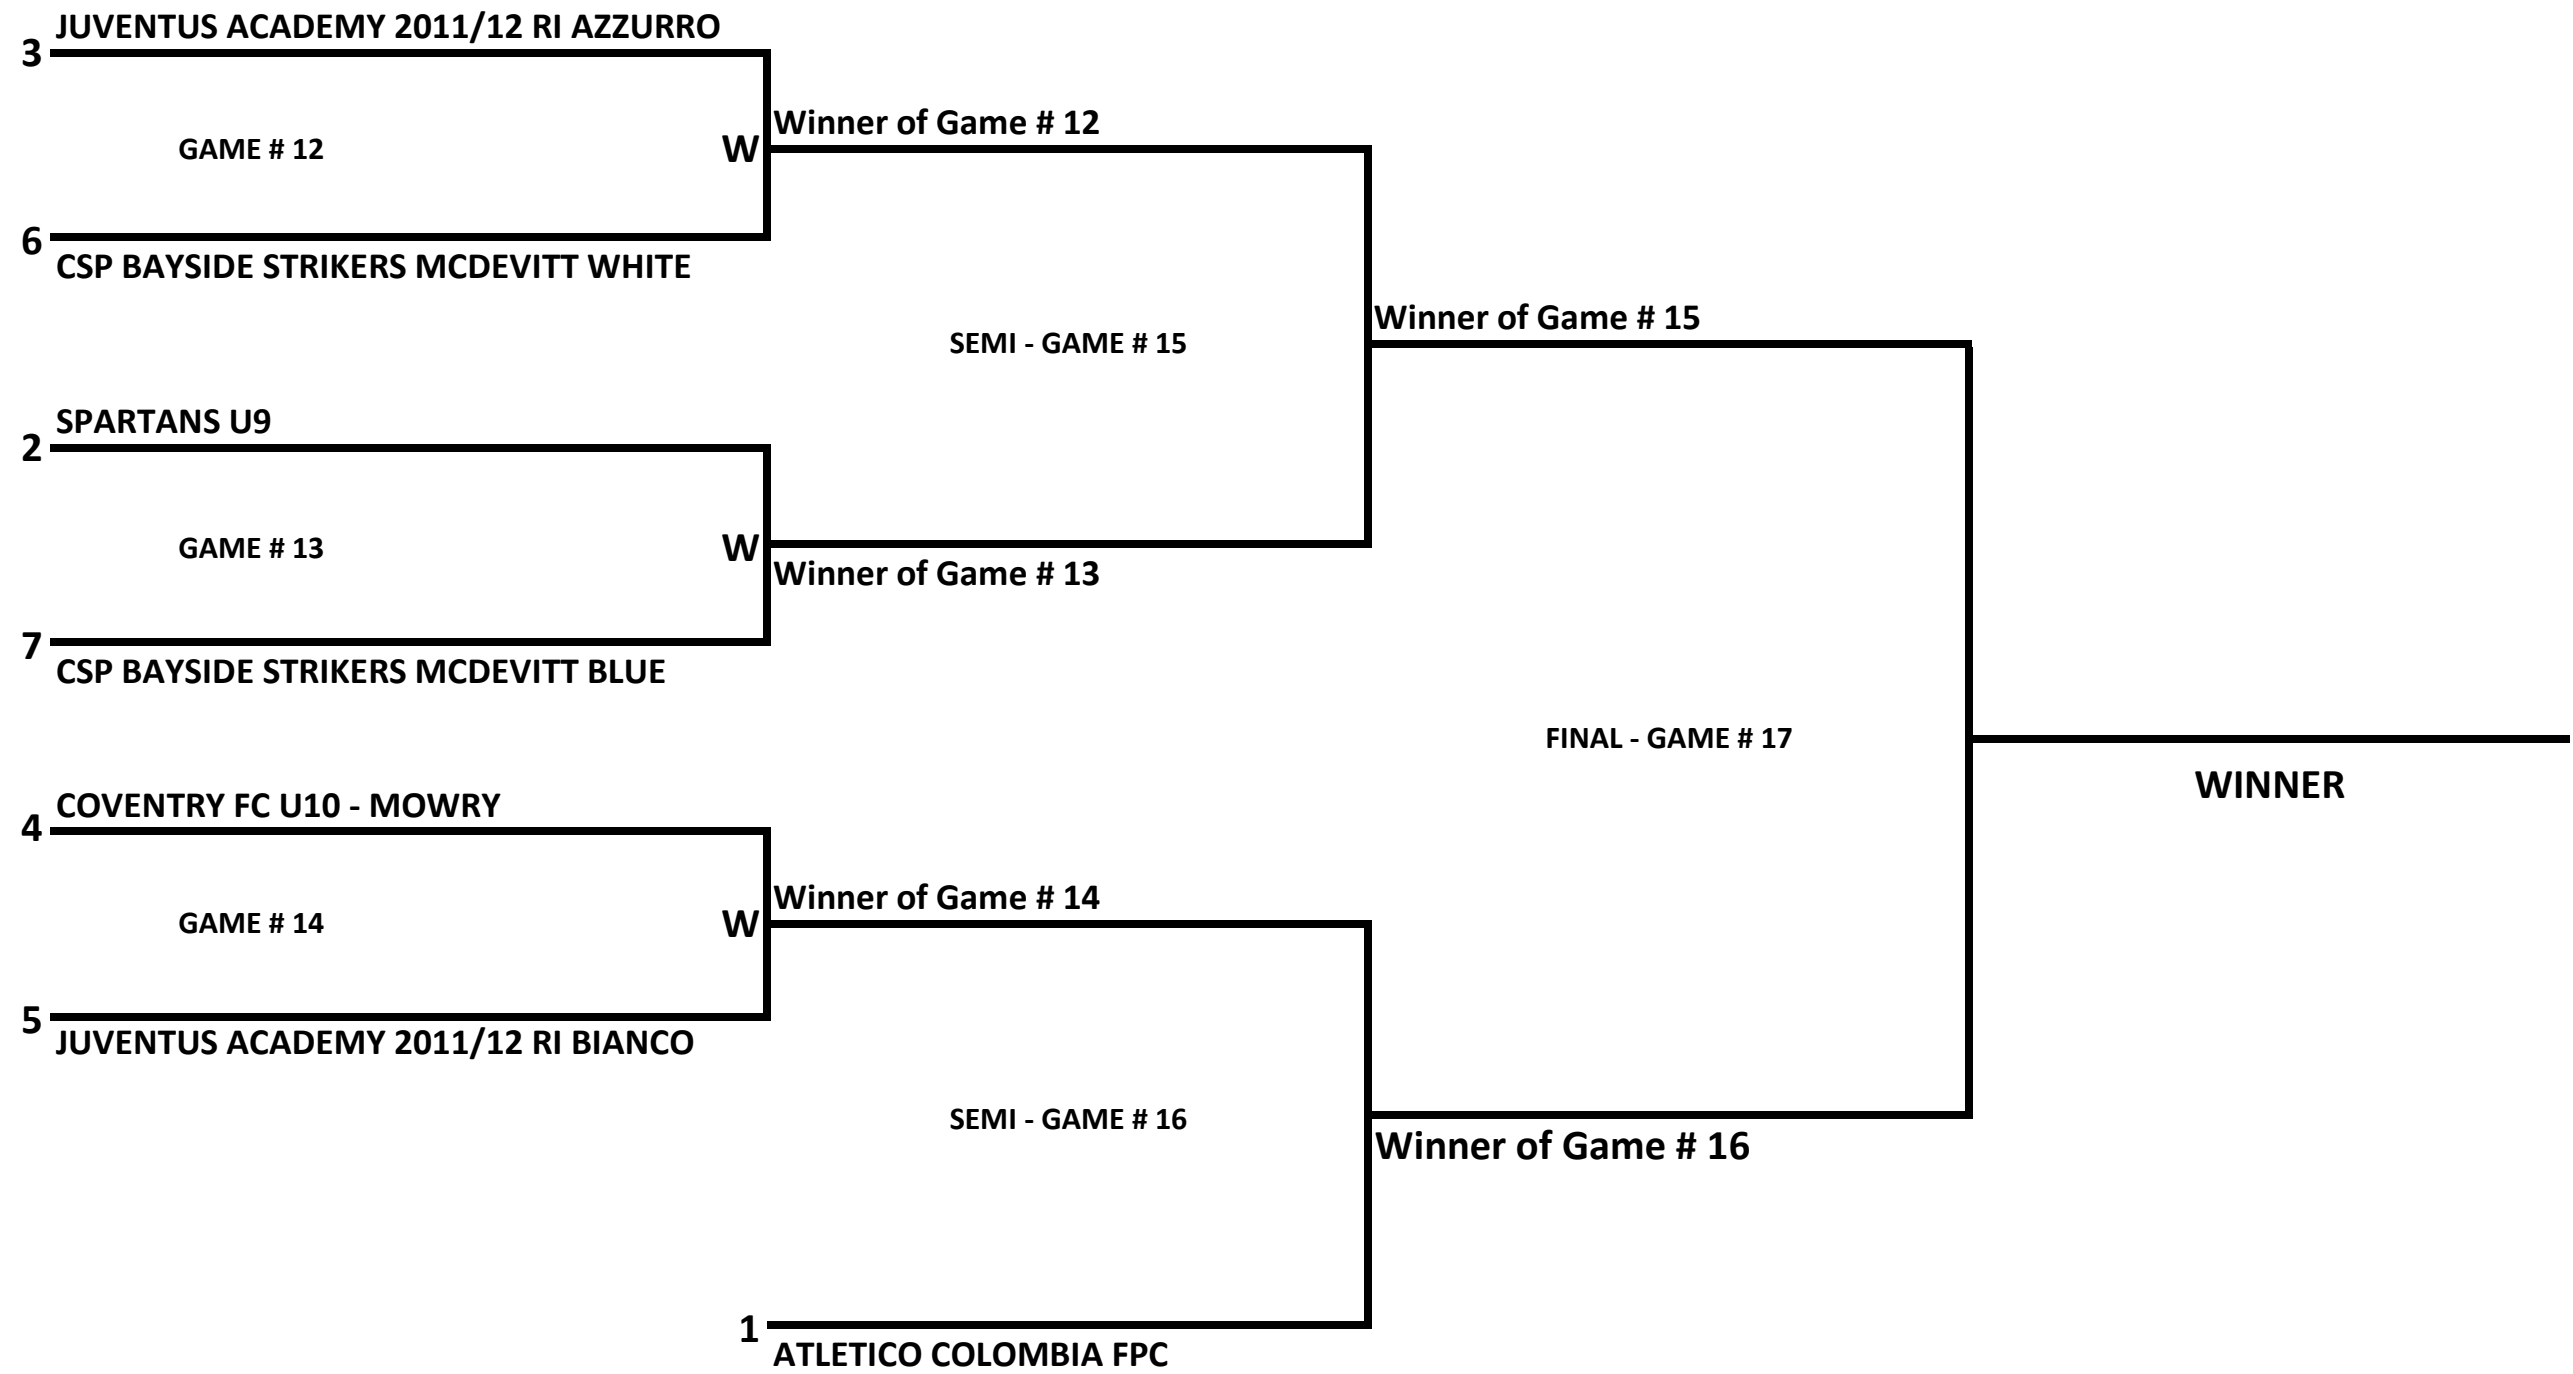 JUVENTUS ACADEMY 2011/12 RI AZZURRO
3
Winner of Game # 12
GAME # 12
W
6
CSP BAYSIDE STRIKERS MCDEVITT WHITE
Winner of Game # 15
SEMI - GAME # 15
SPARTANS U9
2
GAME # 13
W
Winner of Game # 13
7
CSP BAYSIDE STRIKERS MCDEVITT BLUE
FINAL - GAME # 17
WINNER
COVENTRY FC U10 - MOWRY
4
Winner of Game # 14
GAME # 14
W
5
JUVENTUS ACADEMY 2011/12 RI BIANCO
SEMI - GAME # 16
Winner of Game # 16
1
ATLETICO COLOMBIA FPC